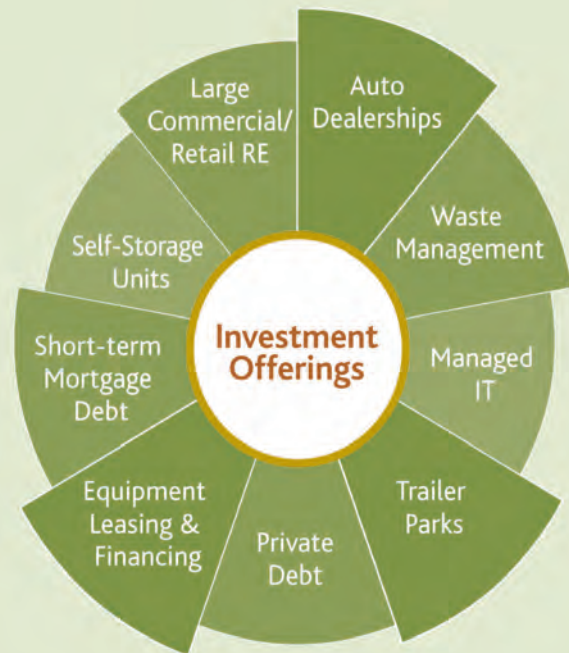 Investment
Offerings
Auto
Dealerships
Waste
Management
Managed
IT
Trailer
Parks
Private
Debt
Equipment
Leasing &
Financing
Short-term
Mortgage
Debt
Self-Storage
Units
Large
Commercial/
Retail RE